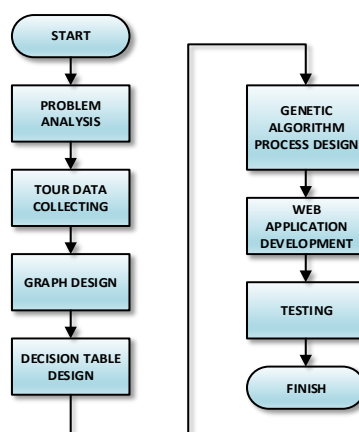 START
PROBLEM
ANALYSIS
TOUR DATA
COLLECTING
GRAPH DESIGN
DECISION TABLE
DESIGN
GENETIC
ALGORITHM
PROCESS DESIGN
WEB
APPLICATION
DEVELOPMENT
TESTING
FINISH